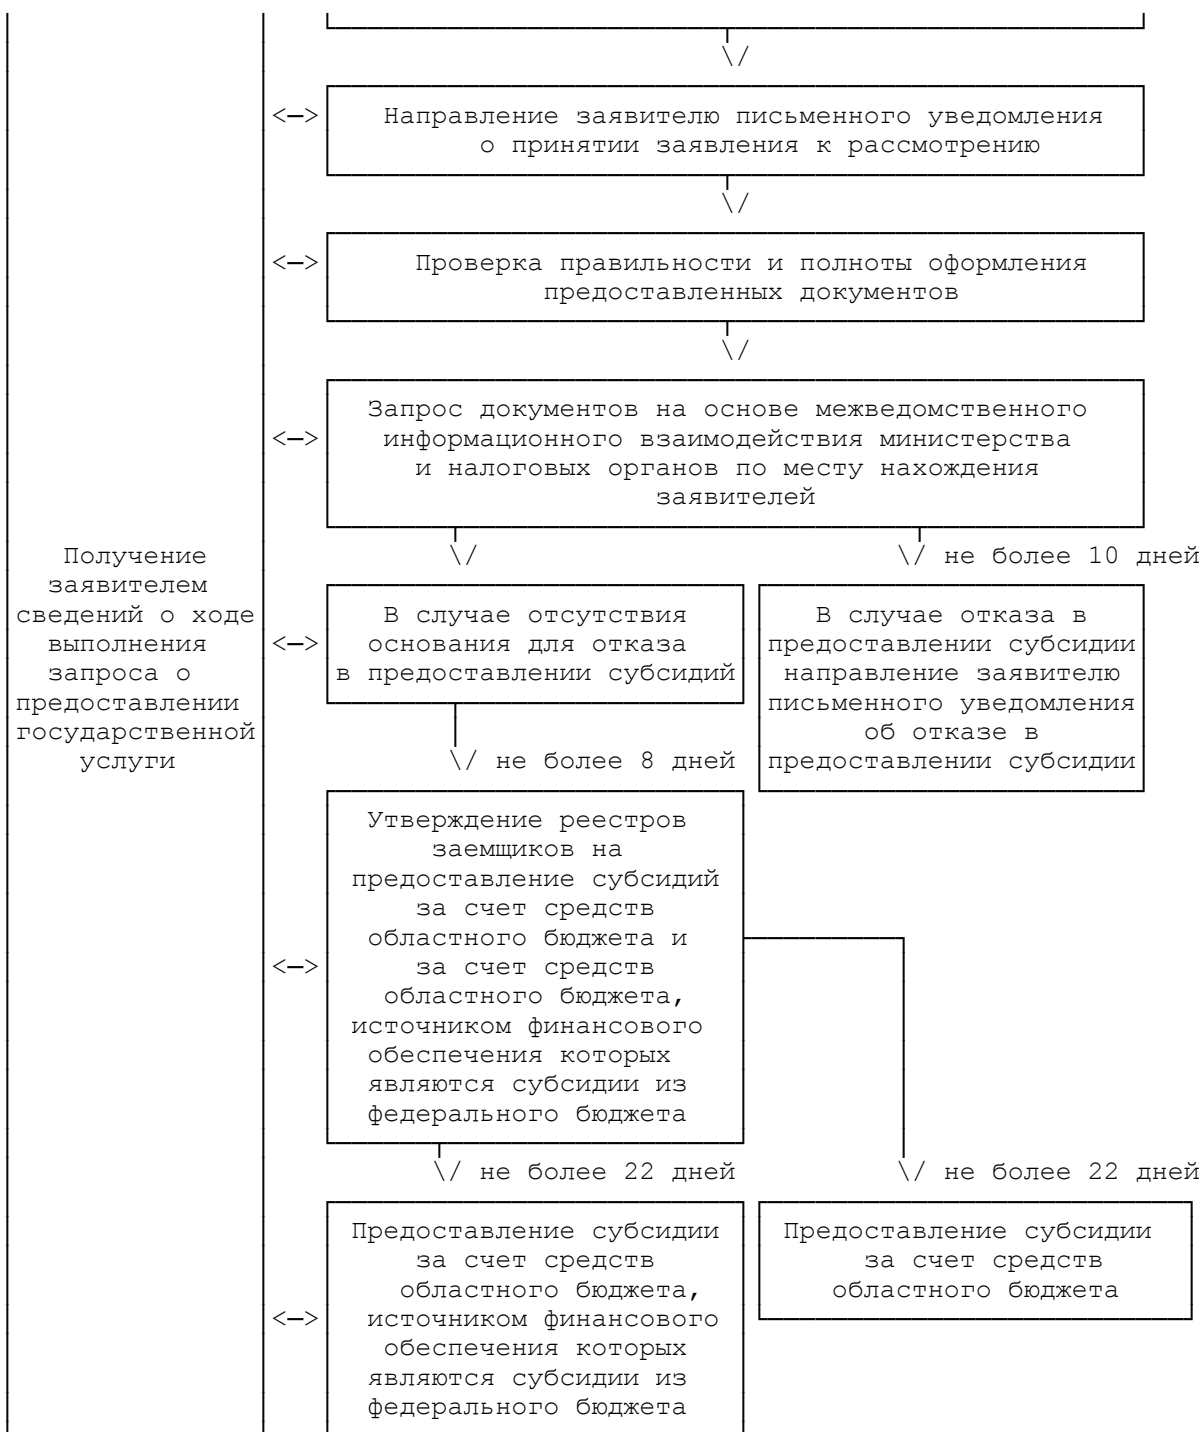 \/
<—> Направление заявителю письменного уведомления
о принятии заявления к рассмотрению
\/
<—> Проверка правильности и полноты оформления
предоставленных документов
\/
Запрос документов на основе межведомственного
<—> информационного взаимодействия министерства
и налоговых органов по месту нахождения
заявителей
\/ \/ не более 10 дней
Получение
заявителем
сведений о ходе
выполнения
запроса о
предоставлении
государственной
услуги
В случае отсутствия
<—> основания для отказа
в предоставлении субсидий
В случае отказа в
предоставлении субсидии
направление заявителю
письменного уведомления
об отказе в
предоставлении субсидии
\/ не более 8 дней
Утверждение реестров
заемщиков на
предоставление субсидий
за счет средств
областного бюджета и
<—> за счет средств
областного бюджета,
источником финансового
обеспечения которых
являются субсидии из
федерального бюджета
\/ не более 22 дней \/ не более 22 дней
Предоставление субсидии
за счет средств
областного бюджета,
<—> источником финансового
обеспечения которых
являются субсидии из
федерального бюджета
Предоставление субсидии
за счет средств
областного бюджета